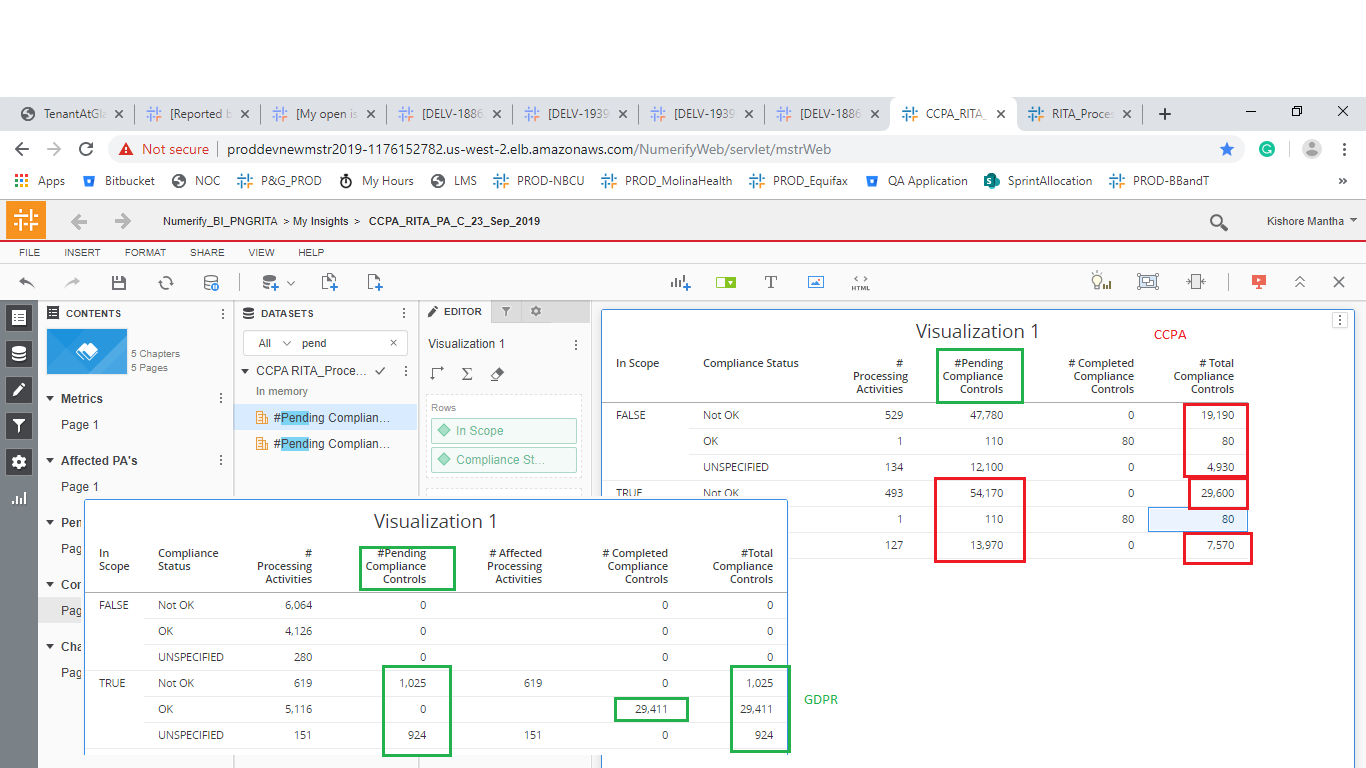 TenantAtGla
[Reported b
[My open is
[DELV-1886
[DELV-1939
[DELV-1939
[DELV-1886
CCPA_RITA_
RITA_Proces
Not secure | proddevnewmstr2019-1176152782.us-west-2.elb.amazonaws.com/NumerifyWeb/servlet/mstrWeb
Apps Bitbucket NOC P&G_PROD My Hours LMS PROD-NBCU PROD_MolinaHealth PROD_Equifax QA Application SprintAllocation PROD-BBandT »
Numerify_BI_PNGRITA > My Insights > CCPA_RITA_PA_C_23_Sep_2019
Kishore Mantha
FILE INSERT FORMAT SHARE VIEW HELP
HTML
CONTENTS
5 Chapters
5 Pages
Metrics
Page 1
Affected PA's
Page 1
Pen
Pag
Con
Pag
Cha
Pag
DATASETS
All pend
CCPA RITA_Proce...
In memory
#Pending Complian...
#Pending Complian...
EDITOR
Visualization 1
Rows
In Scope
Compliance St...
Visualization 1
CCPA
In Scope Compliance Status # Processing Activities #Pending Compliance Controls # Completed Compliance Controls # Total Compliance Controls
FALSE Not OK 529 47,780 0 19,190
OK 1 110 80 80
UNSPECIFIED 134 12,100 0 4,930
TRUE Not OK 493 54,170 0 29,600
1 110 80 80
127 13,970 0 7,570
Visualization 1
In Scope Compliance Status # Processing Activities #Pending Compliance Controls # Affected Processing Activities # Completed Compliance Controls #Total Compliance Controls
FALSE Not OK 6,064 0 0 0
OK 4,126 0 0 0
UNSPECIFIED 280 0 0 0
TRUE Not OK 619 1,025 619 0 1,025
OK 5,116 0 29,411 29,411
UNSPECIFIED 151 924 151 0 924
GDPR